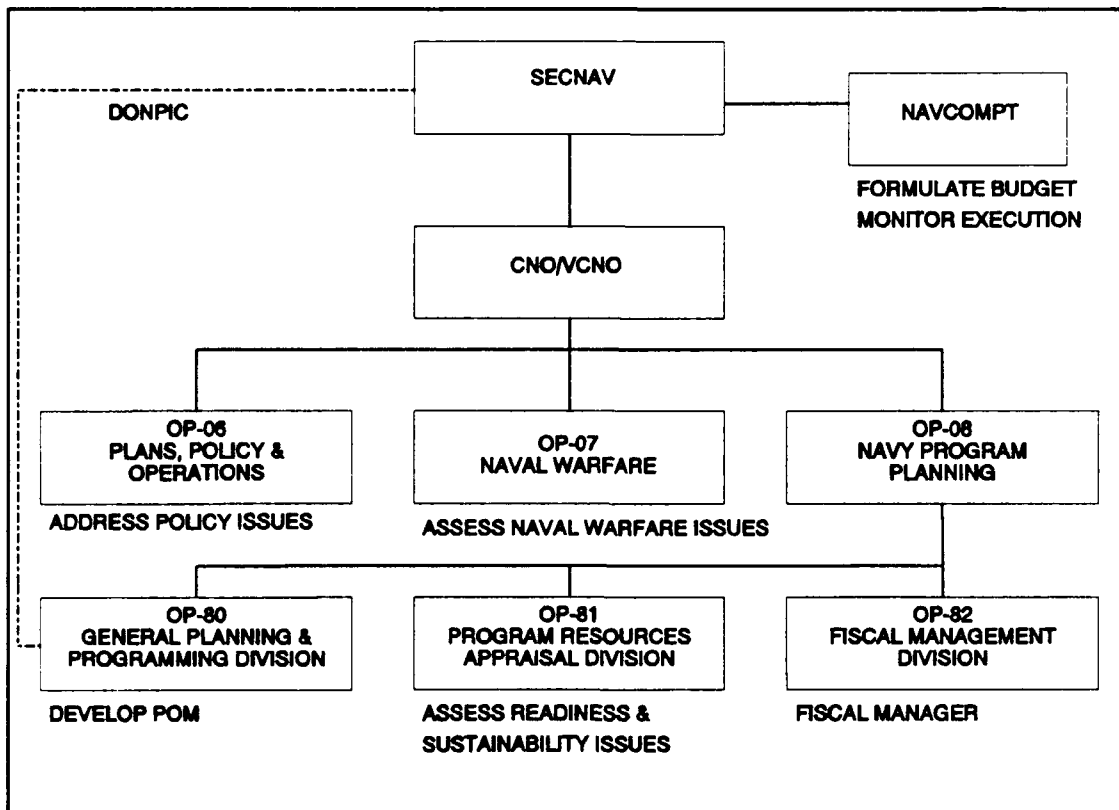 SECNAV
DONPIC
NAVCOMPT
FORMULATE BUDGET
MONITOR EXECUTION
CNO/VCNO
OP-06
PLANS, POLICY &
OPERATIONS
ADDRESS POLICY ISSUES
OP-07
NAVAL WARFARE
ASSESS NAVAL WARFARE ISSUES
OP-08
NAVY PROGRAM
PLANNING
OP-80
GENERAL PLANNING &
PROGRAMMING DIVISION
DEVELOP POM
OP-81
PROGRAM RESOURCES
APPRAISAL DIVISION
ASSESS READINESS &
SUSTAINABILITY ISSUES
OP-82
FISCAL MANAGEMENT
DIVISION
FISCAL MANAGER